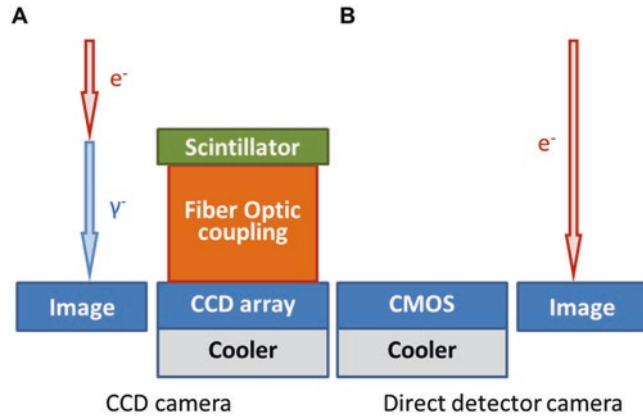 A
B
e⁻
e⁻
Scintillator
γ⁻
Fiber Optic
coupling
Image
CCD array
CMOS
Image
Cooler
Cooler
CCD camera
Direct detector camera